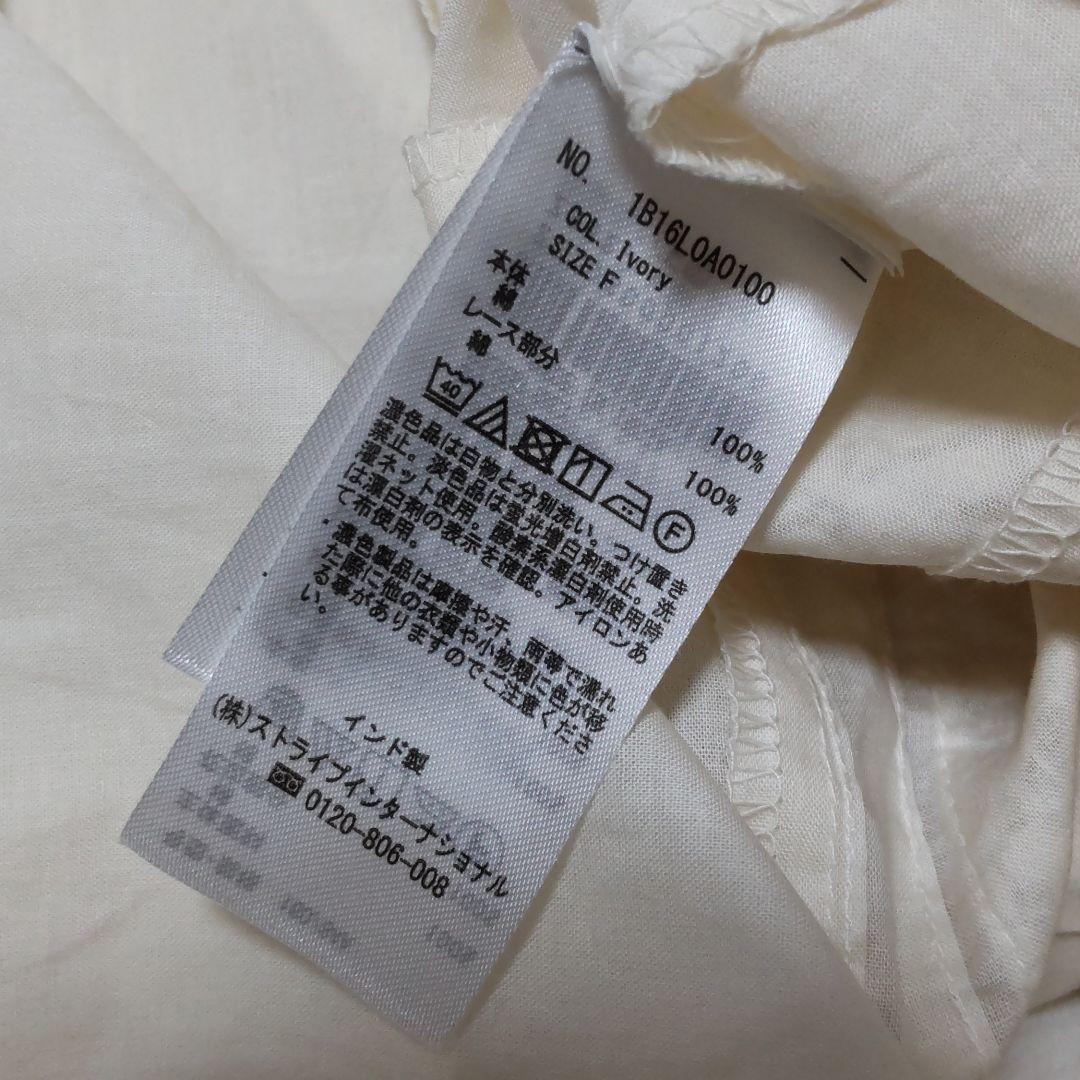 NO. 1B16L0A0100
COL. Ivory
SIZE F
本体
綿 100%
レース部分
綿 100%
40 F
濃色品は白物と分別洗い。つけ置き
禁止。淡色品は蛍光増白剤禁止。洗
濯ネット使用。酸素系漂白剤使用時
は漂白剤の表示を確認。アイロンあ
て布使用。
・濃色製品は摩擦や汗、雨等で濡れ
た際に他の衣類や小物類に色が移
る事がありますのでご注意くださ
い。
インド製
(株)ストライプインターナショナル
0120-806-008